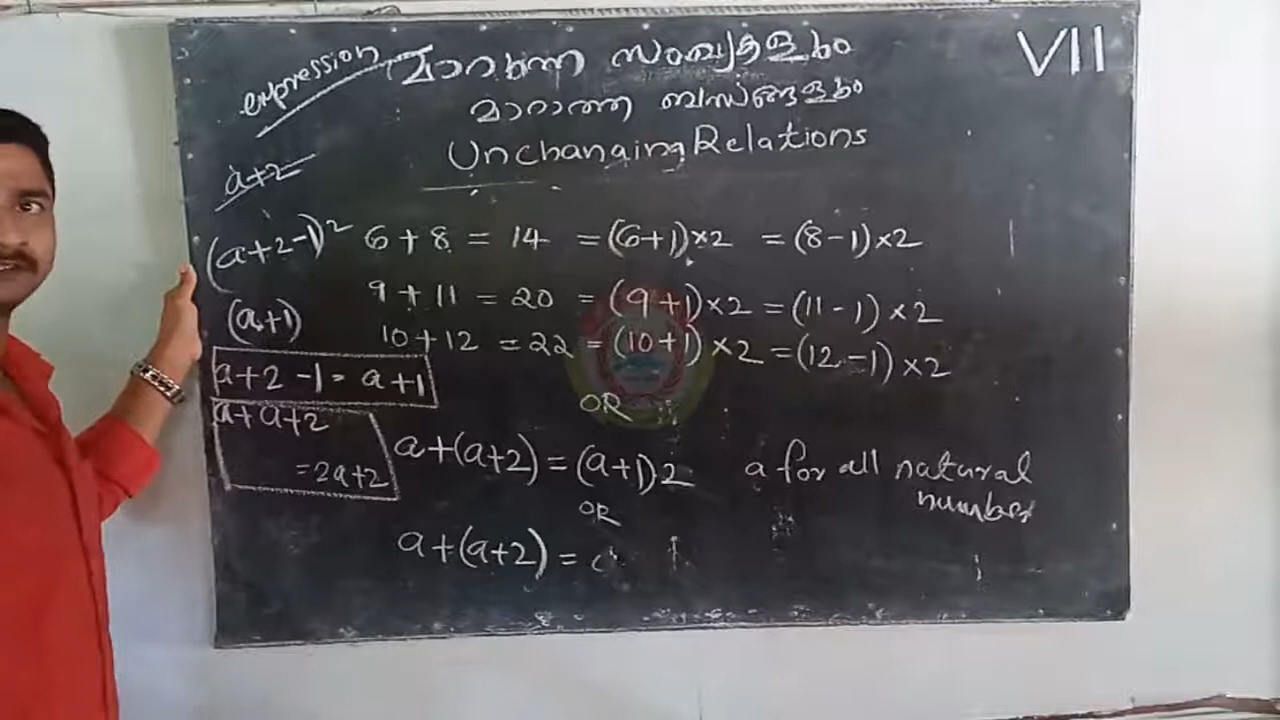 expression മാറുന്ന സംഖ്യകളും VII
മാറാത്ത ബന്ധങ്ങളും
Unchanging Relations
a+2
(a+2-1)2 6 + 8 = 14 = (6+1)×2 = (8-1)×2
9 + 11 = 20 = (9+1)×2 = (11-1)×2
(a+1)
10+12 = 22 = (10+1)×2 = (12-1)×2
a+2-1 = a+1
OR
a+a+2
=2a+2
a+(a+2) = (a+1)2 a for all natural
number
OR
a+(a+2) =